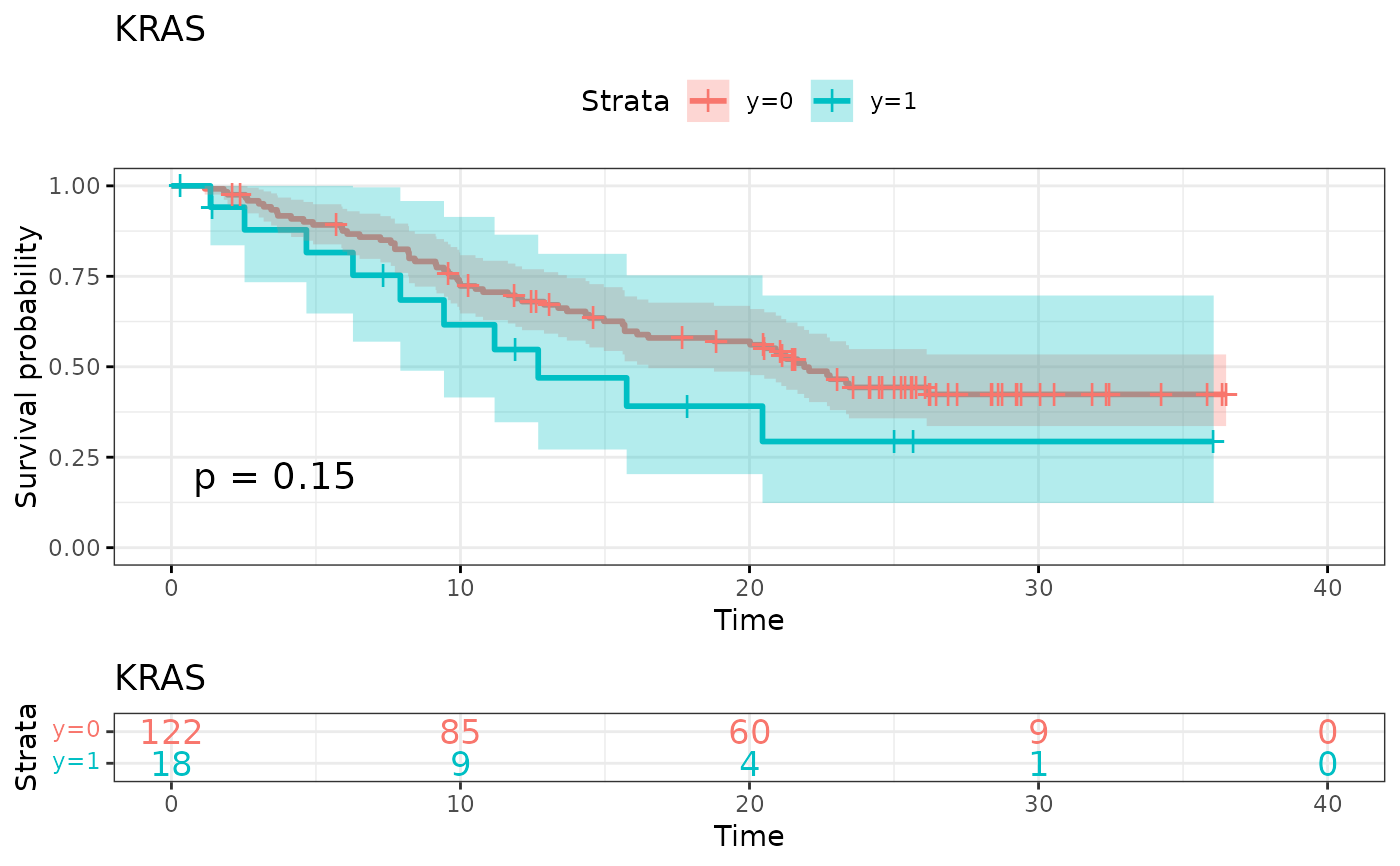 KRAS
Strata y=0 y=1
1.00
0.75
0.50
0.25
0.00
Survival probability
p = 0.15
0 10 20 30 40
Time
KRAS
Strata
y=0 122 85 60 9 0
y=1 18 9 4 1 0
0 10 20 30 40
Time